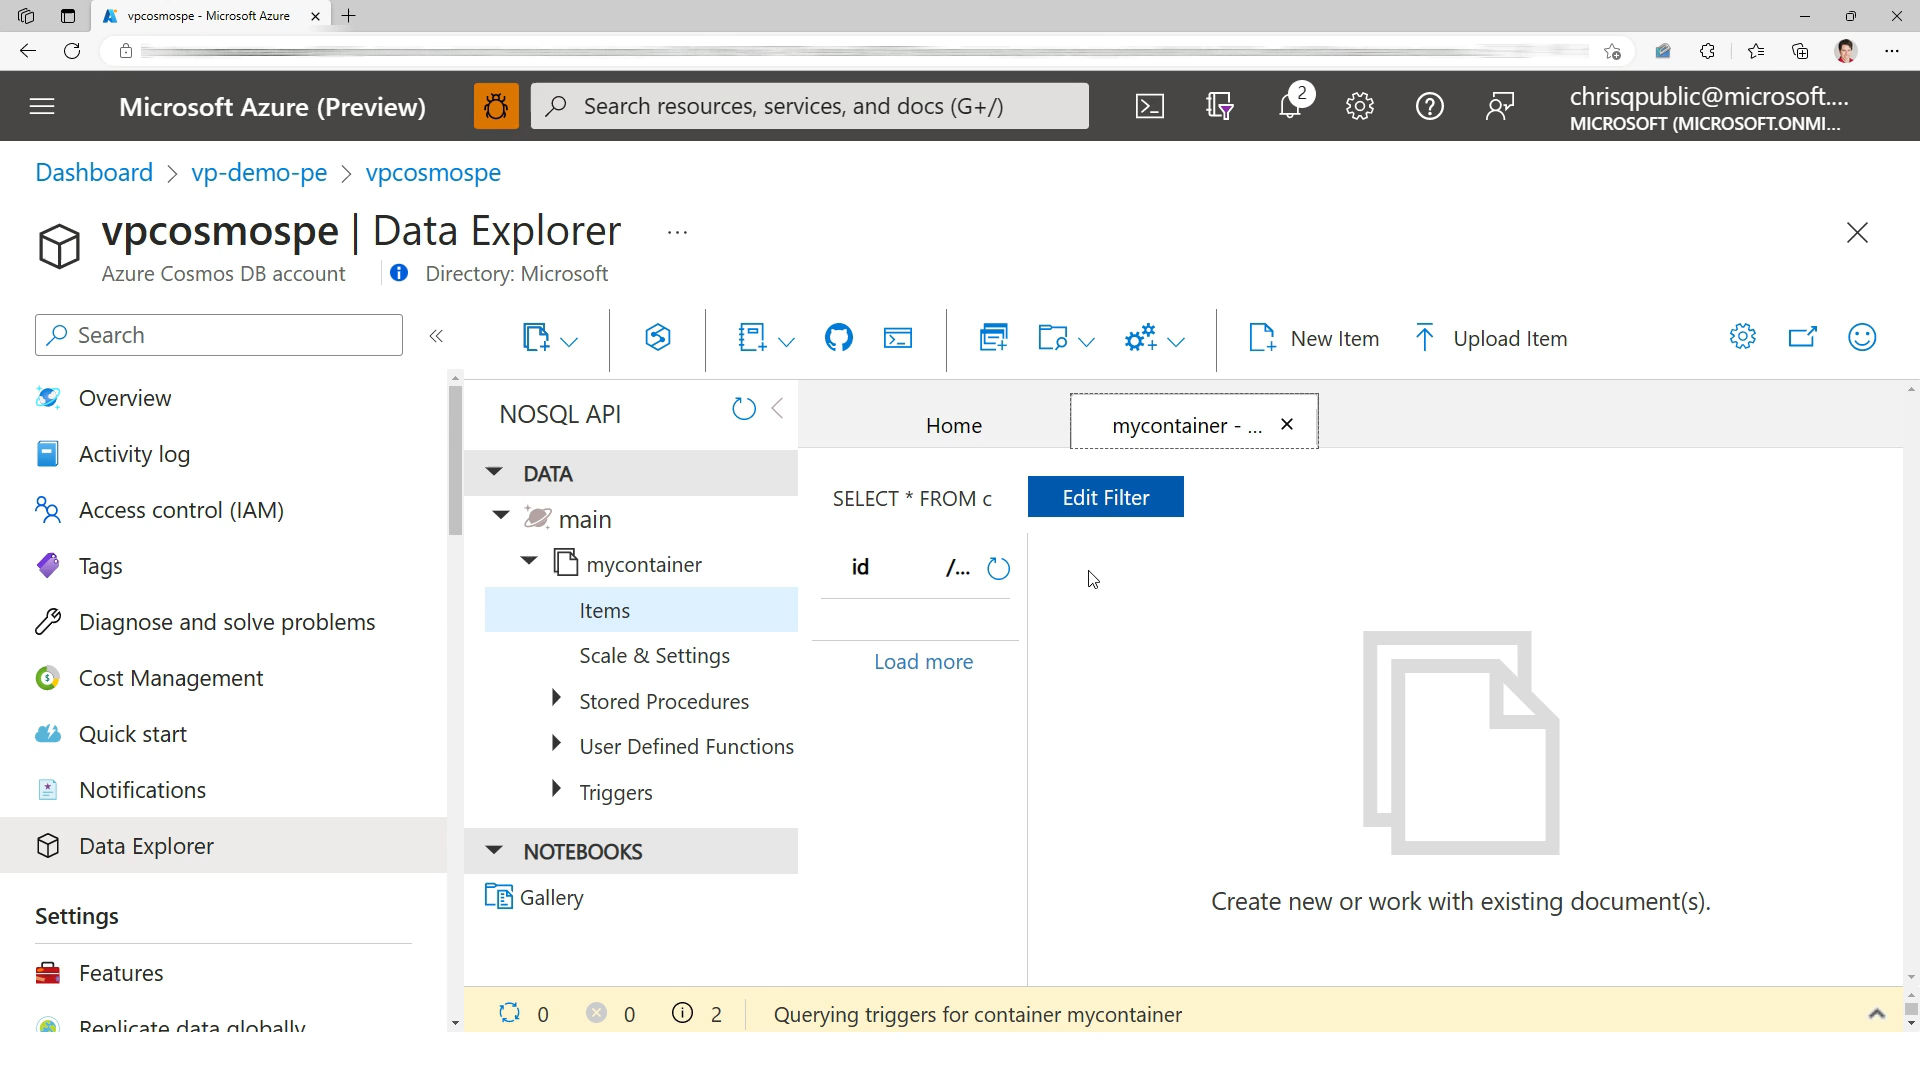 vpcosmospe - Microsoft Azure
Microsoft Azure (Preview)
Search resources, services, and docs (G+/)
2
chrisqpublic@microsoft....
MICROSOFT (MICROSOFT.ONMI...
Dashboard > vp-demo-pe > vpcosmospe
vpcosmospe | Data Explorer ...
Azure Cosmos DB account
Directory: Microsoft
Search
New Item
Upload Item
Overview
Activity log
Access control (IAM)
Tags
Diagnose and solve problems
Cost Management
Quick start
Notifications
Data Explorer
Settings
Features
Replicate data globally
NOSQL API
DATA
main
mycontainer
Items
Scale & Settings
Stored Procedures
User Defined Functions
Triggers
NOTEBOOKS
Gallery
Home
mycontainer - ...
SELECT * FROM c
Edit Filter
id /...
Load more
Create new or work with existing document(s).
0 0 2 Querying triggers for container mycontainer